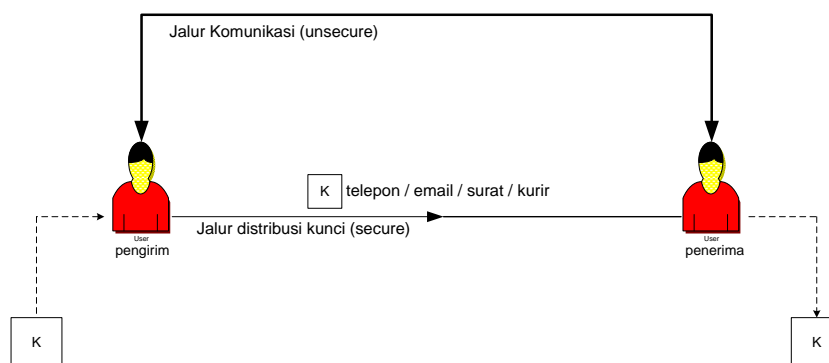 Jalur Komunikasi (unsecure)
K telepon / email / surat / kurir
Jalur distribusi kunci (secure)
User
pengirim
User
penerima
K
K